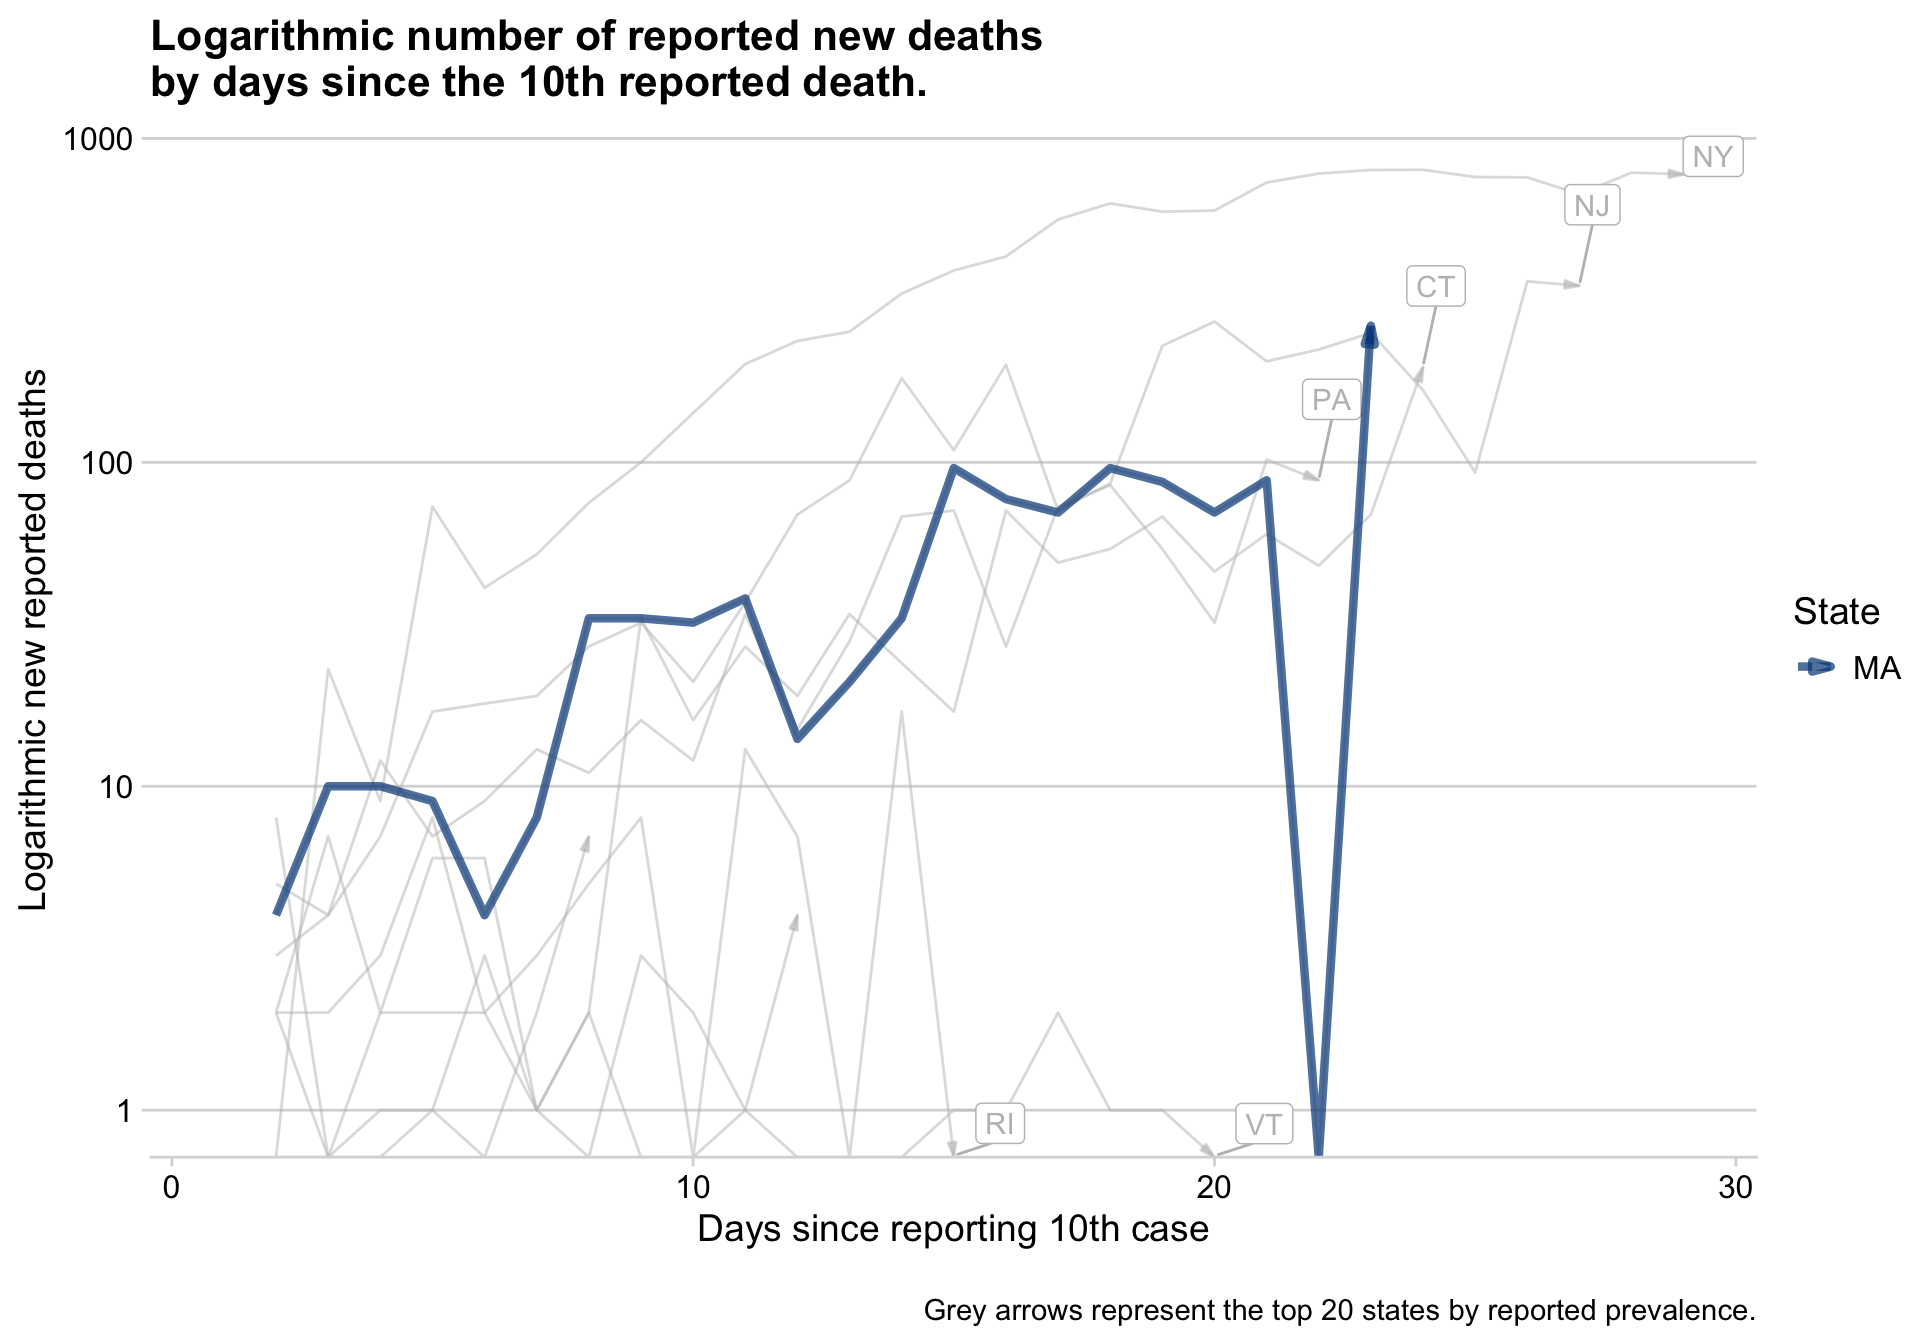 Logarithmic number of reported new deaths
by days since the 10th reported death.
1000
100
10
1
Logarithmic new reported deaths
NY
NJ
CT
PA
RI
VT
State
MA
0
10
20
30
Days since reporting 10th case
Grey arrows represent the top 20 states by reported prevalence.